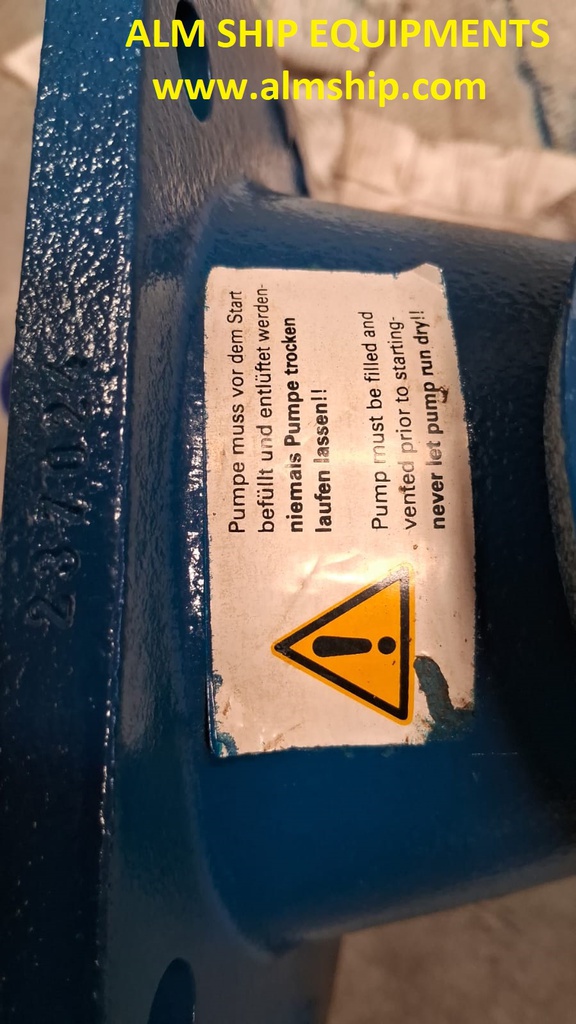 ALM SHIP EQUIPMENTS
www.almship.com
Pumpe muss vor dem Start
befüllt und entlüftet werden-
niemais Pumpe trocken
laufen lassen!!
Pump must be filled and
vented prior to starting-
never let pump run dry!!